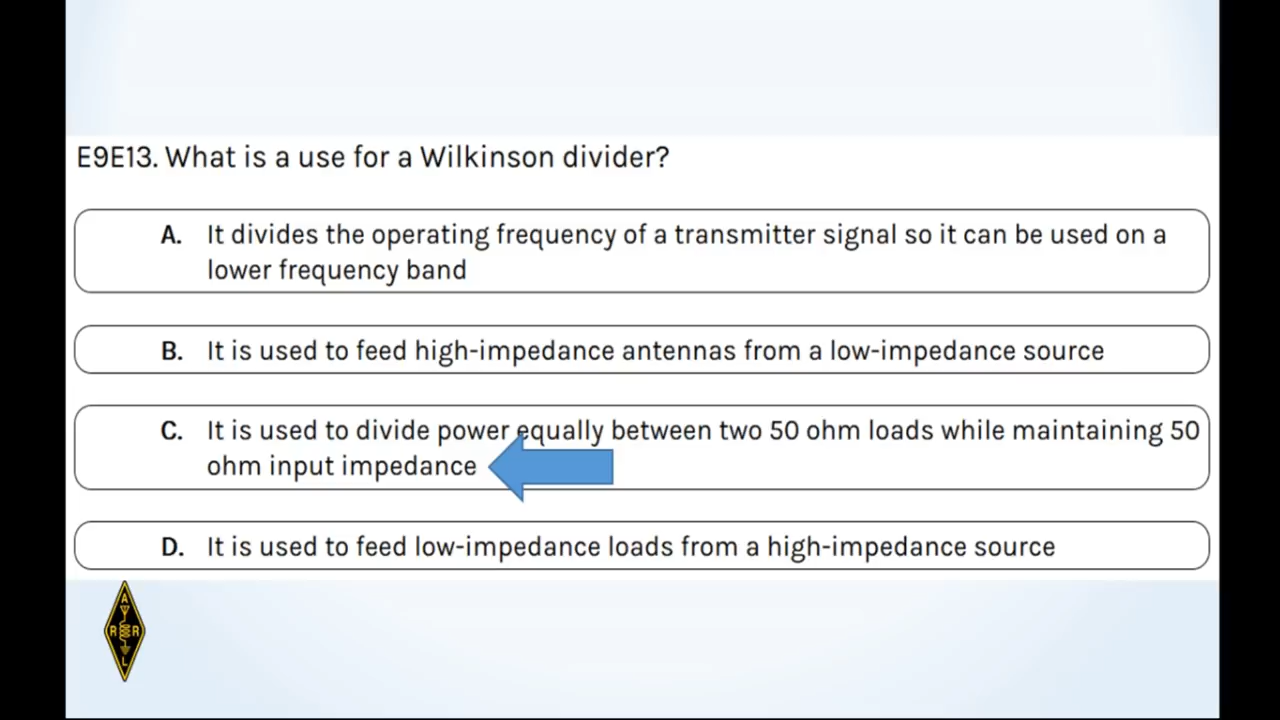 E9E13. What is a use for a Wilkinson divider?
A. It divides the operating frequency of a transmitter signal so it can be used on a
lower frequency band
B. It is used to feed high-impedance antennas from a low-impedance source
C. It is used to divide power equally between two 50 ohm loads while maintaining 50
ohm input impedance
D. It is used to feed low-impedance loads from a high-impedance source
A
R R
L